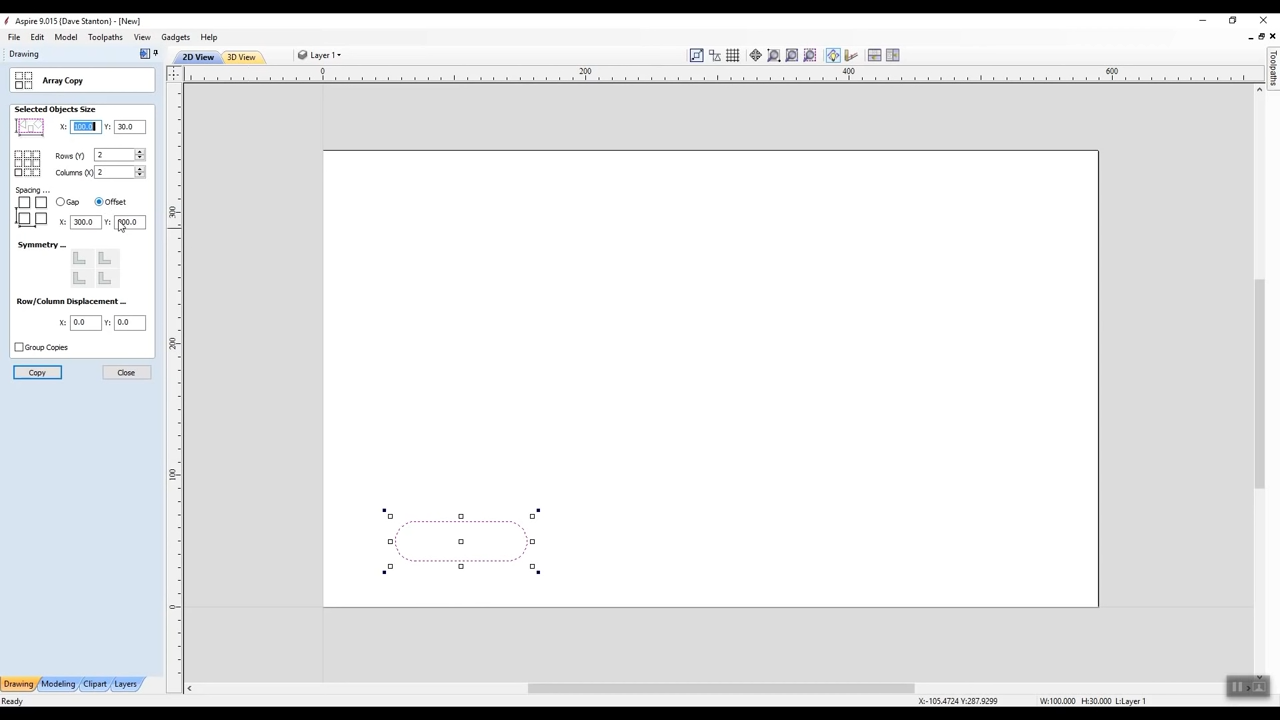 Aspire 9.015 {Dave Stanton} - [New]
File Edit Model Toolpaths View Gadgets Help
Drawing
2D View 3D View Layer 1
Toolpaths
Array Copy
0 200 400 600
Selected Objects Size
X: 100.0 Y: 30.0
Rows (Y) 2
Columns (X) 2
Spacing ...
Gap Offset
X: 300.0 Y:
Symmetry ...
Row/Column Displacement ...
X: 0.0 Y: 0.0
Group Copies
Copy Close
300
200
100
0
Drawing Modeling Clipart Layers
Ready X:-105.4724 Y:287.9299 W:100.000 H:30.000 L:Layer 1